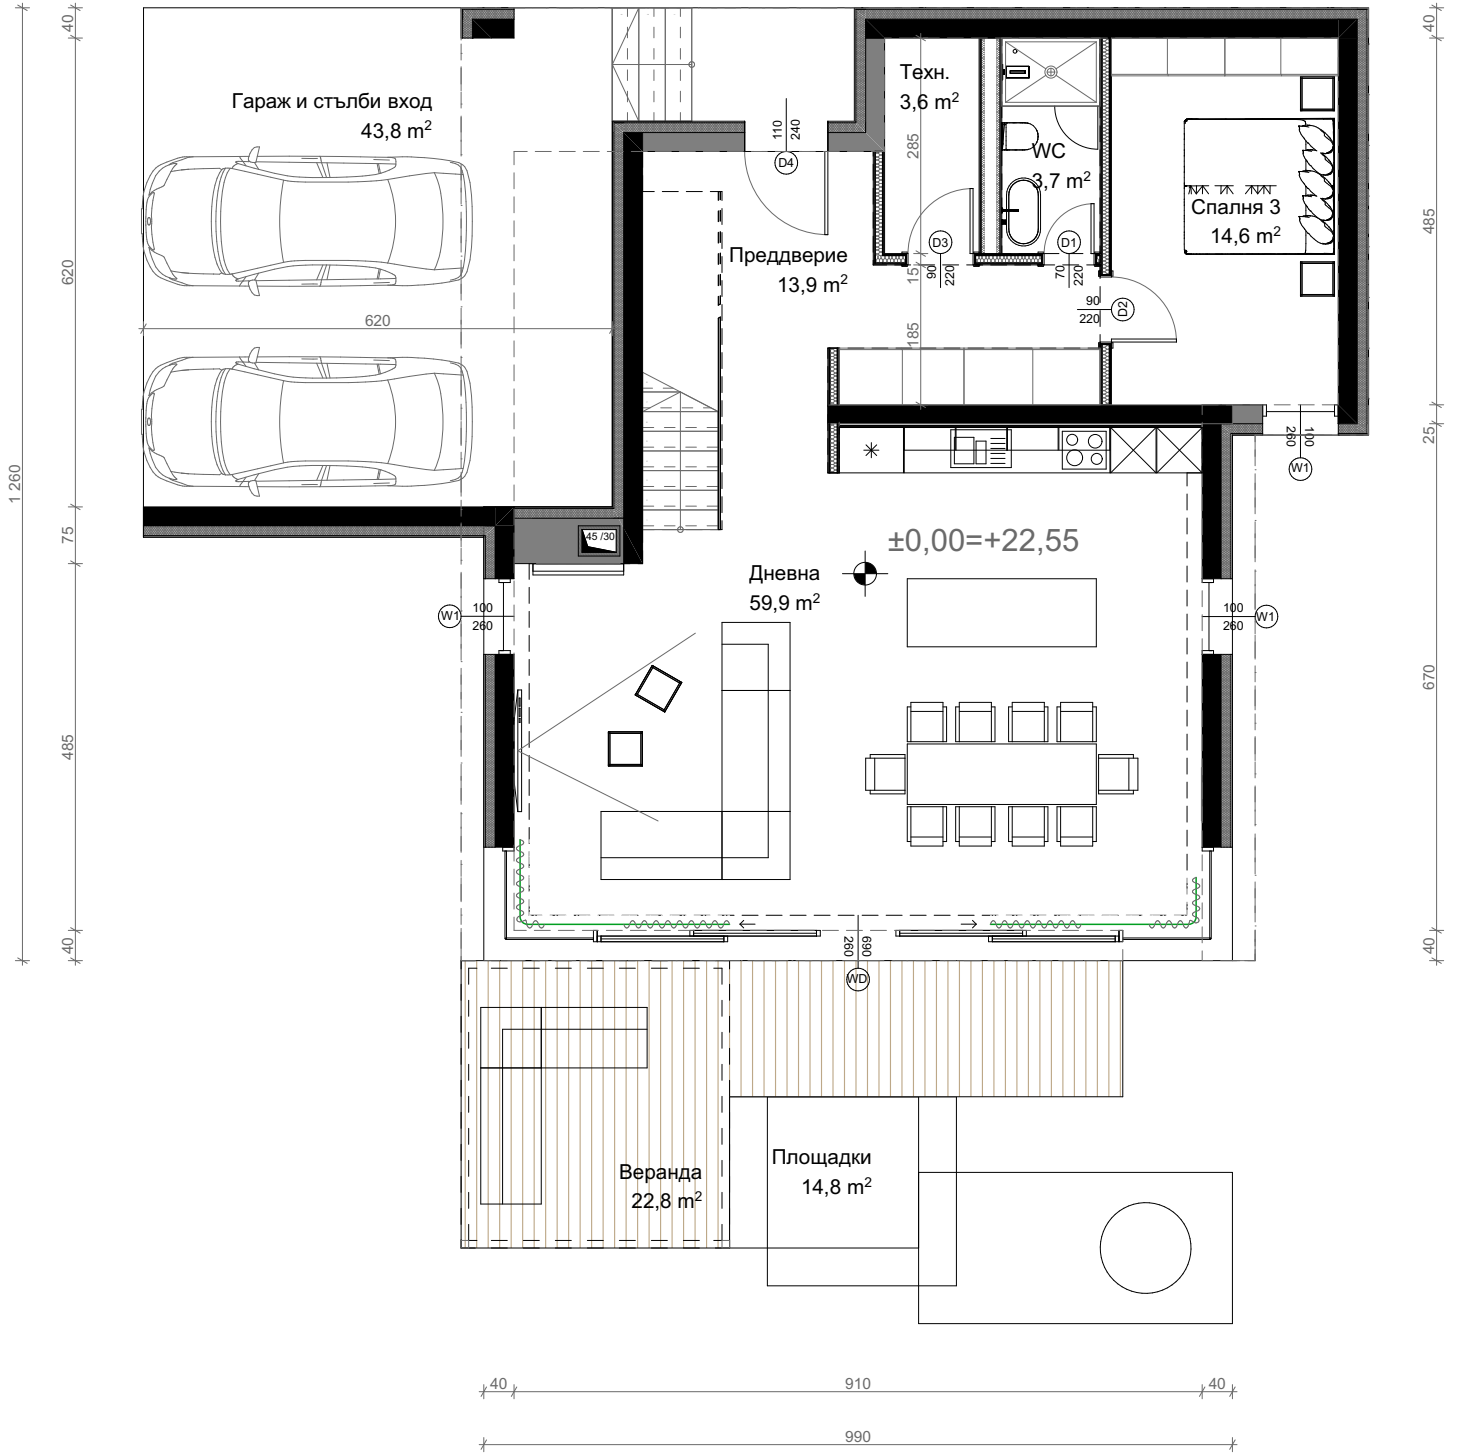 40
40
Гараж и стълби вход
43,8 m²
Техн.
3,6 m²
110
240
D4
285
WC
3,7 m²
Спалня 3
14,6 m²
485
620
Преддверие
13,9 m²
D3
90
220
D1
70
220
15
90
220
D2
620
185
25
100
260
W1
1 260
75
45 /30
±0,00=+22,55
Дневна
59,9 m²
W1
100
260
100
260
W1
670
485
40
690
260
WD
40
Веранда
22,8 m²
Площадки
14,8 m²
40
910
40
990